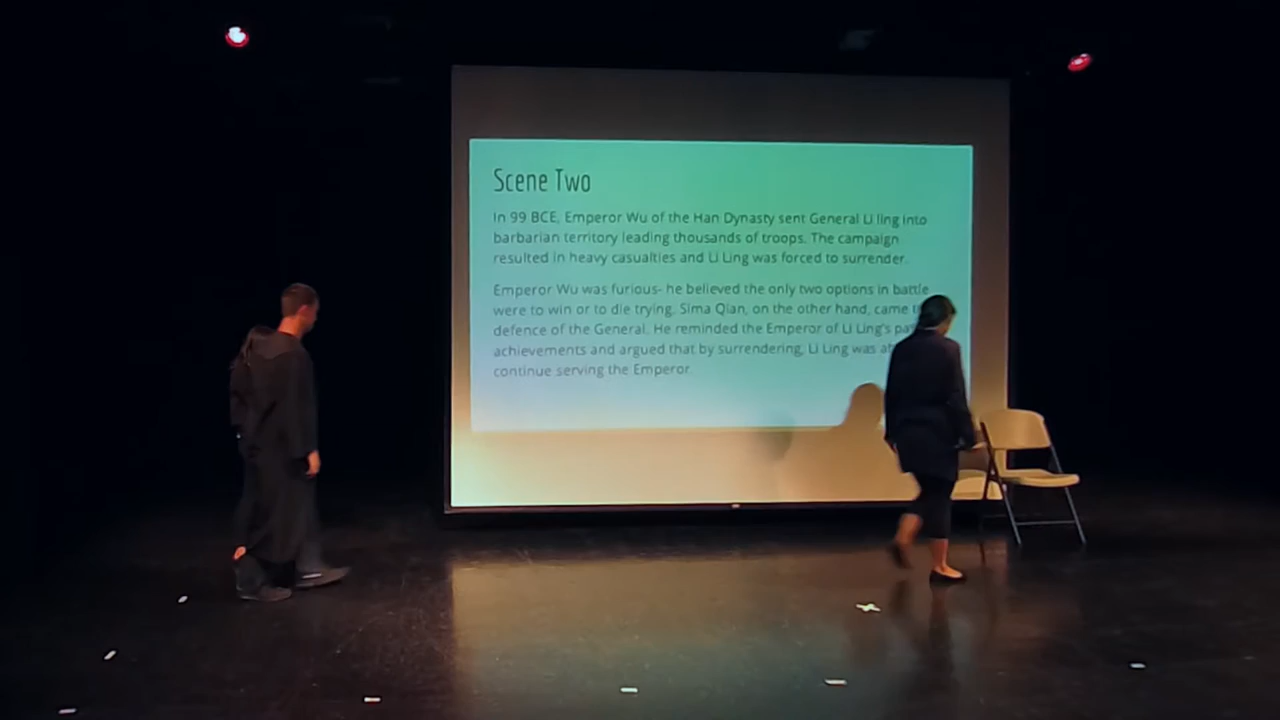 Scene Two
In 99 BCE, Emperor Wu of the Han Dynasty sent General Li ling into
barbarian territory leading thousands of troops. The campaign
resulted in heavy casualties and Li Ling was forced to surrender.
Emperor Wu was furious- he believed the only two options in battle
were to win or to die trying. Sima Qian, on the other hand, came
defence of the General. He reminded the Emperor of Li Ling's
achievements and argued that by surrendering, Li Ling was
continue serving the Emperor.